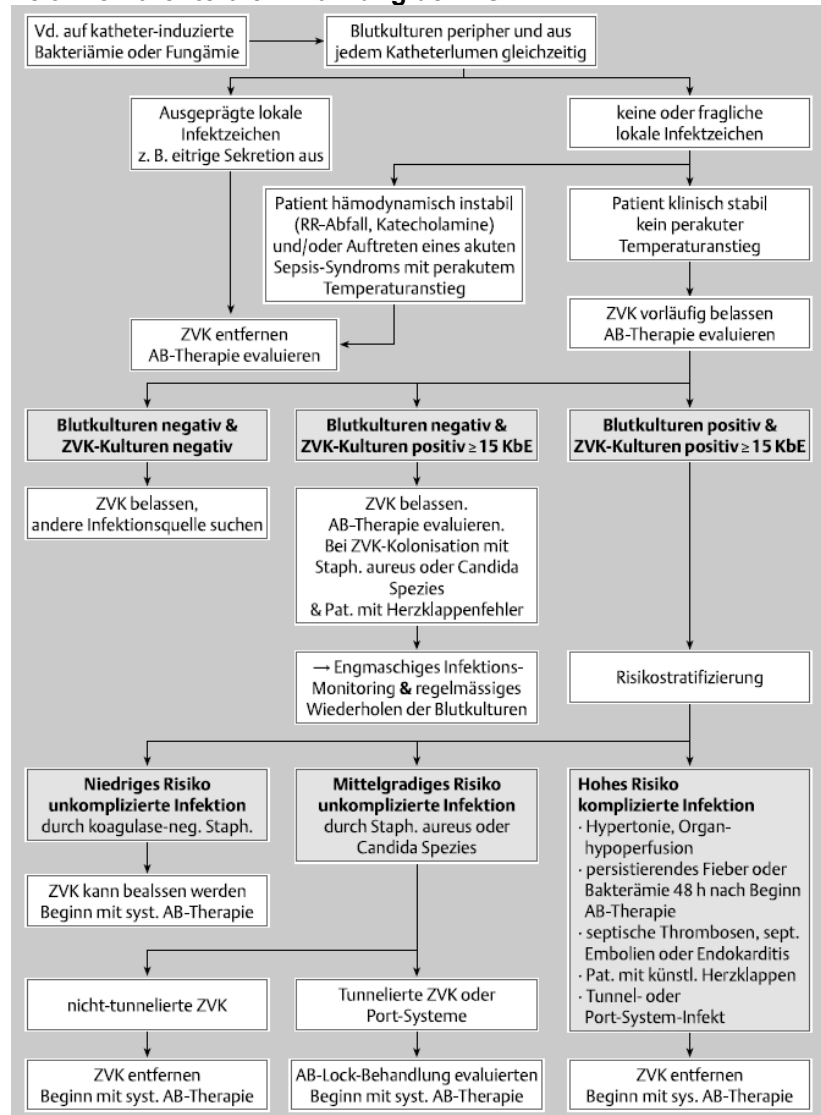 Vd. auf katheter-induzierte
Bakteriämie oder Fungämie
Blutkulturen peripher und aus
jedem Katheterlumen gleichzeitig
Ausgeprägte lokale
Infektzeichen
z. B. eitrige Sekretion aus
keine oder fragliche
lokale Infektzeichen
Patient hämodynamisch instabil
(RR-Abfall, Katecholamine)
und/oder Auftreten eines akuten
Sepsis-Syndroms mit perakutem
Temperaturanstieg
Patient klinisch stabil
kein perakuter
Temperaturanstieg
ZVK entfernen
AB-Therapie evaluieren
ZVK vorläufig belassen
AB-Therapie evaluieren
Blutkulturen negativ &
ZVK-Kulturen negativ
Blutkulturen negativ &
ZVK-Kulturen positiv ≥ 15 KbE
Blutkulturen positiv &
ZVK-Kulturen positiv ≥ 15 KbE
ZVK belassen,
andere Infektionsquelle suchen
ZVK belassen.
AB-Therapie evaluieren.
Bei ZVK-Kolonisation mit
Staph. aureus oder Candida
Spezies
& Pat. mit Herzklappenfehler
→ Engmaschiges Infektions-
Monitoring & regelmässiges
Wiederholen der Blutkulturen
Risikostratifizierung
Niedriges Risiko
unkomplizierte Infektion
durch koagulase-neg. Staph.
Mittelgradiges Risiko
unkomplizierte Infektion
durch Staph. aureus oder
Candida Spezies
Hohes Risiko
komplizierte Infektion
· Hypertonie, Organ-
hypoperfusion
· persistierendes Fieber oder
Bakterämie 48 h nach Beginn
AB-Therapie
· septische Thrombosen, sept.
Embolien oder Endokarditis
· Pat. mit künstl. Herzklappen
· Tunnel- oder
Port-System-Infekt
ZVK kann bealssen werden
Beginn mit syst. AB-Therapie
nicht-tunnelierte ZVK
Tunnelierte ZVK oder
Port-Systeme
ZVK entfernen
Beginn mit syst. AB-Therapie
AB-Lock-Behandlung evaluierten
Beginn mit syst. AB-Therapie
ZVK entfernen
Beginn mit sys. AB-Therapie